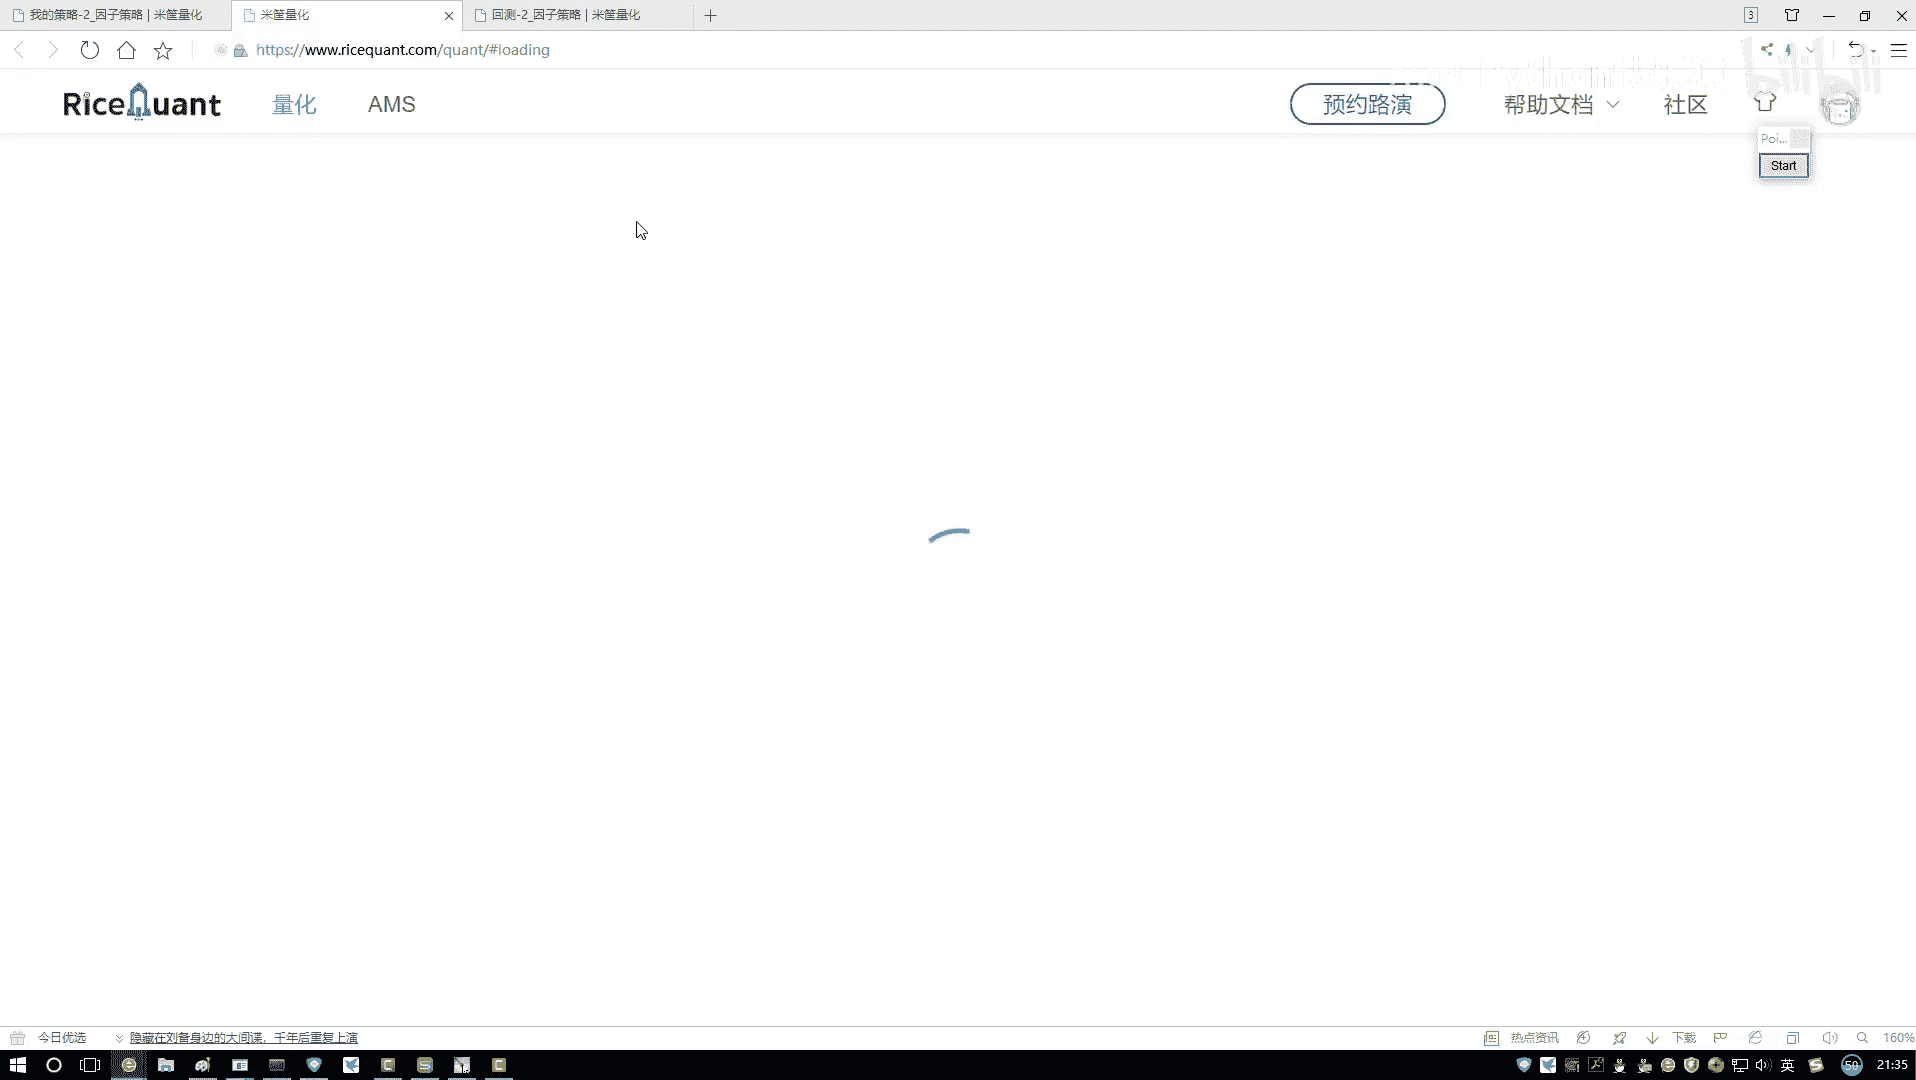 我的策略-2_因子策略 | 米筐量化
米筐量化
回测-2_因子策略 | 米筐量化
3
https://www.ricequant.com/quant/#loading
RiceQuant
量化
AMS
预约路演
帮助文档
社区
bilibili
Poi...
Start
今日优选
隐藏在刘备身边的大间谍，千年后重复上演
热点资讯
下载
160%
英
50
21:35